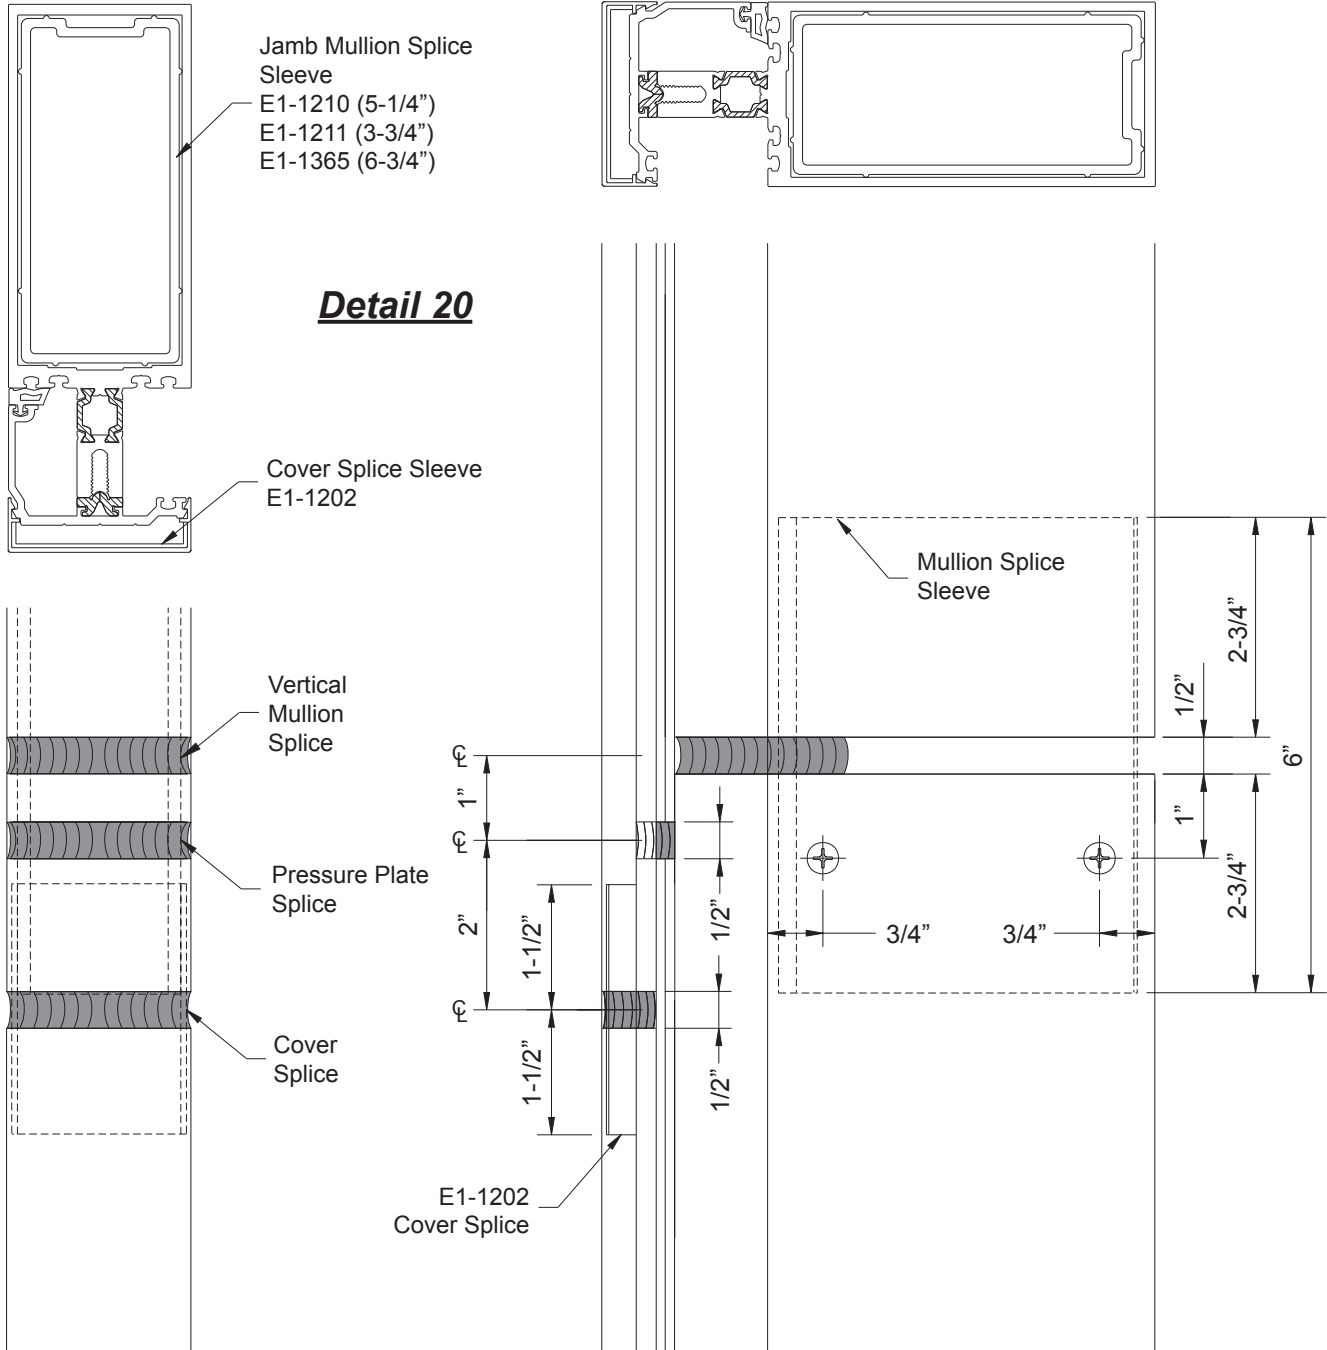 Jamb Mullion Splice
Sleeve
E1-1210 (5-1/4”)
E1-1211 (3-3/4”)
E1-1365 (6-3/4”)
Detail 20
Cover Splice Sleeve
E1-1202
Mullion Splice
Sleeve
Vertical
Mullion
Splice
Pressure Plate
Splice
Cover
Splice
℄
1”
℄
2”
℄
1-1/2”
1-1/2”
1/2”
1/2”
E1-1202
Cover Splice
3/4”
3/4”
2-3/4”
1/2”
6”
1”
2-3/4”